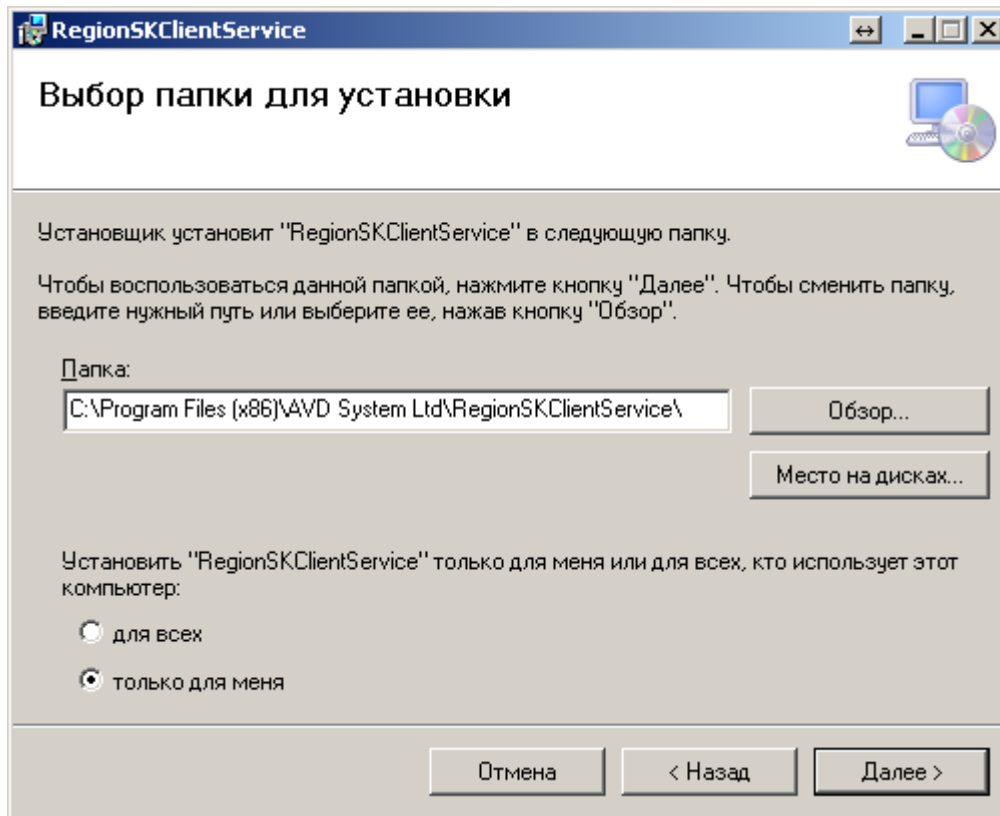 RegionSKClientService
Выбор папки для установки
Установщик установит "RegionSKClientService" в следующую папку.
Чтобы воспользоваться данной папкой, нажмите кнопку "Далее". Чтобы сменить папку,
введите нужный путь или выберите ее, нажав кнопку "Обзор".
Папка:
C:\Program Files (x86)\AVD System Ltd\RegionSKClientService\
Обзор...
Место на дисках...
Установить "RegionSKClientService" только для меня или для всех, кто использует этот
компьютер:
для всех
только для меня
Отмена
< Назад
Далее >